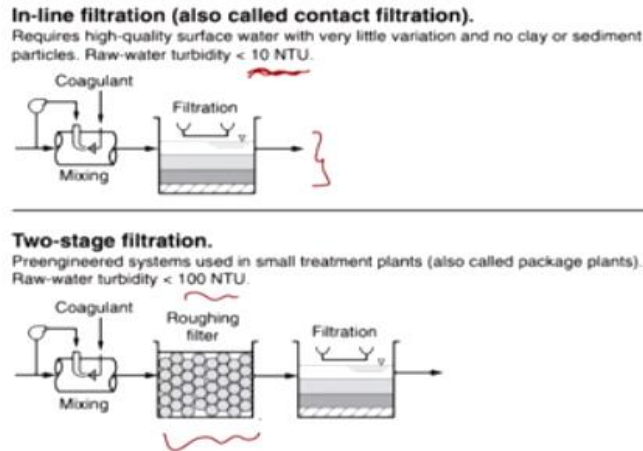 In-line filtration (also called contact filtration).
Requires high-quality surface water with very little variation and no clay or sediment
particles. Raw-water turbidity < 10 NTU.
Coagulant
Filtration
Mixing
Two-stage filtration.
Preengineered systems used in small treatment plants (also called package plants).
Raw-water turbidity < 100 NTU.
Coagulant
Roughing
filter
Filtration
Mixing